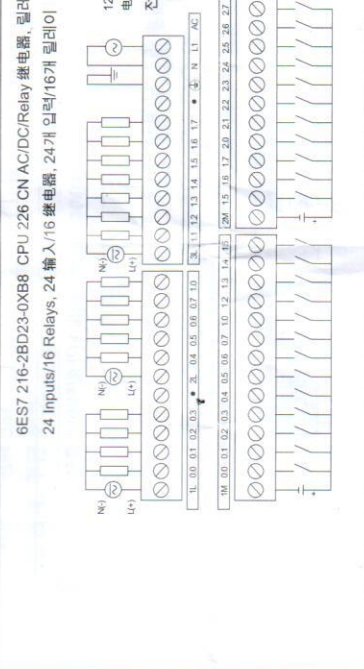 6ES7 216-2BD23-0XB8 CPU 226 CN AC/DC/Relay 继电器, 릴레
24 Inputs/16 Relays, 24 输入/16 继电器, 24개 입력/16개 릴레이
12
N(-) N(-) N(-)
L(+) L(+) L(+)
1L 0.0 0.1 0.2 0.3 • 2L 0.4 0.5 0.6 0.7 1.0 3L 1.1 1.2 1.3 1.4 1.5 1.6 1.7 • N L1 AC
1M 0.0 0.1 0.2 0.3 0.4 0.5 0.6 0.7 1.0 1.1 1.2 1.3 1.4 2M 1.5 1.6 1.7 2.0 2.1 2.2 2.3 2.4 2.5 2.6 2.7
+ +